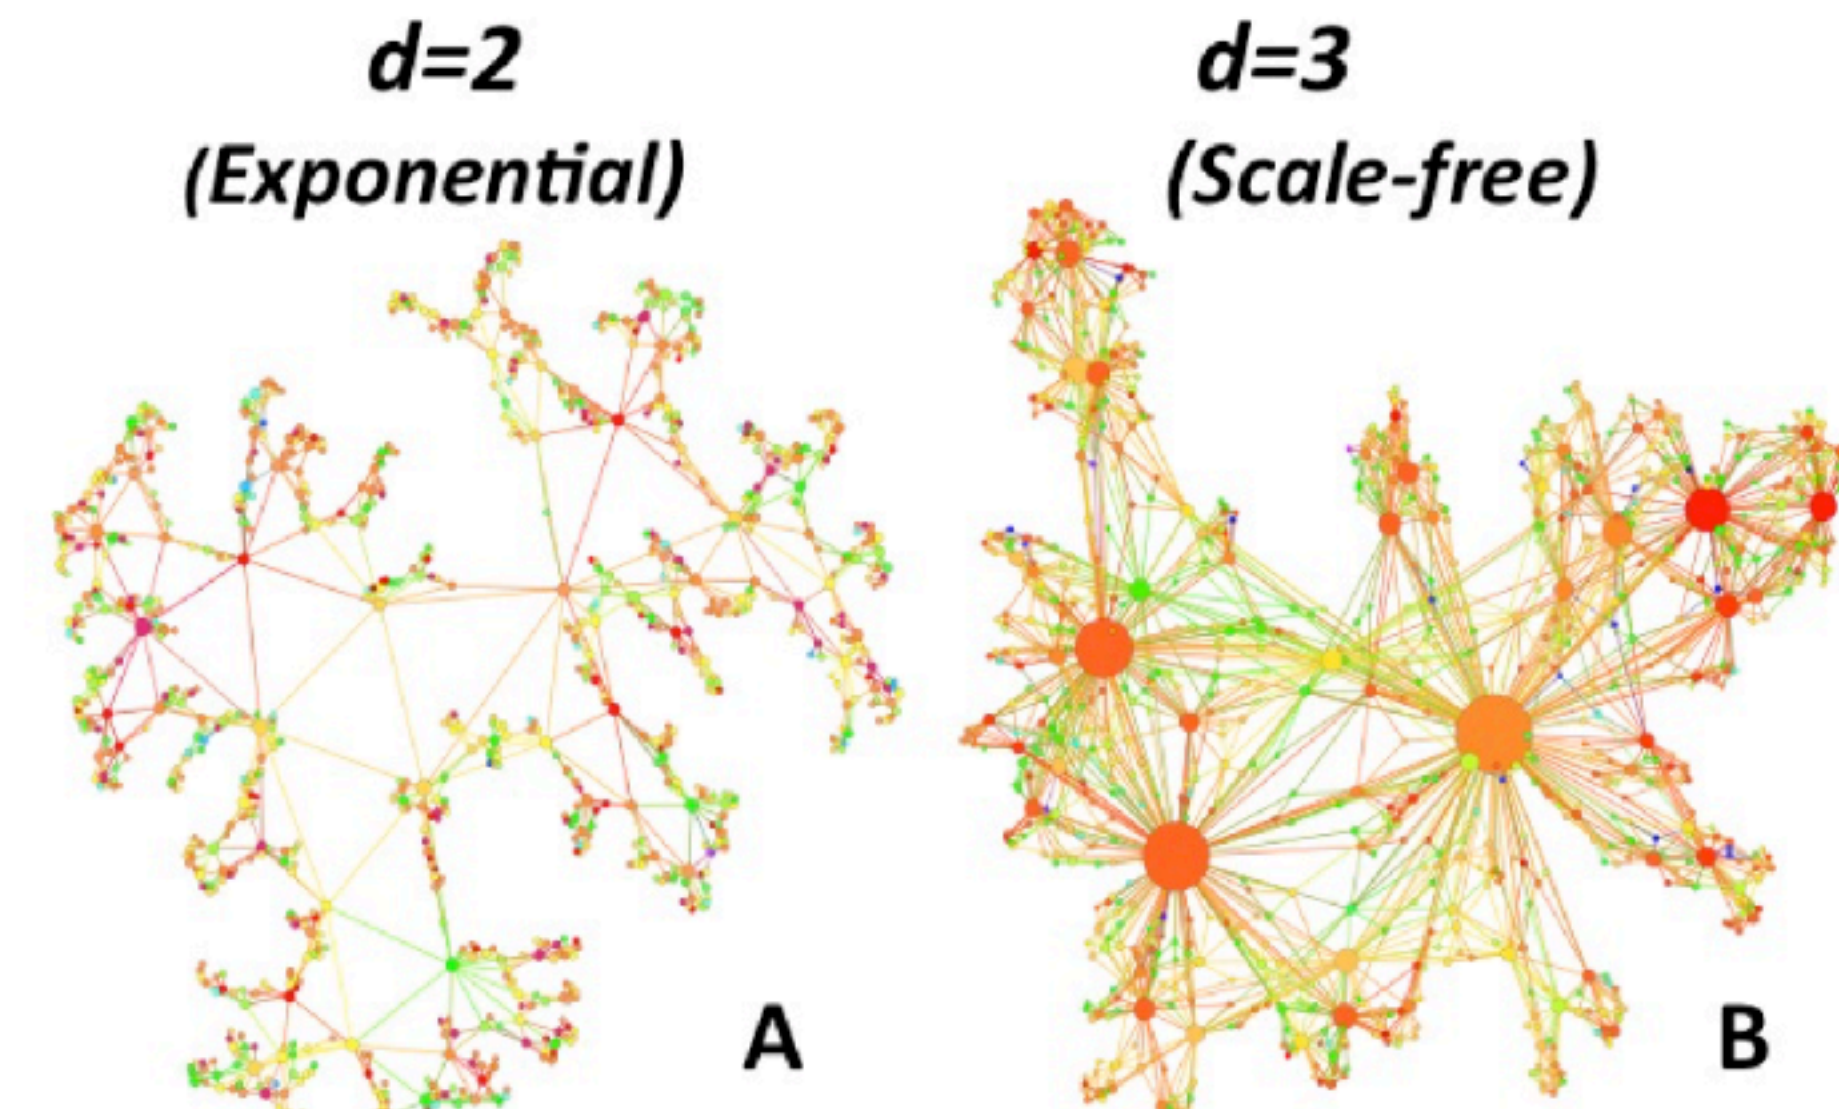 d=2
(Exponential)
d=3
(Scale-free)
A
B